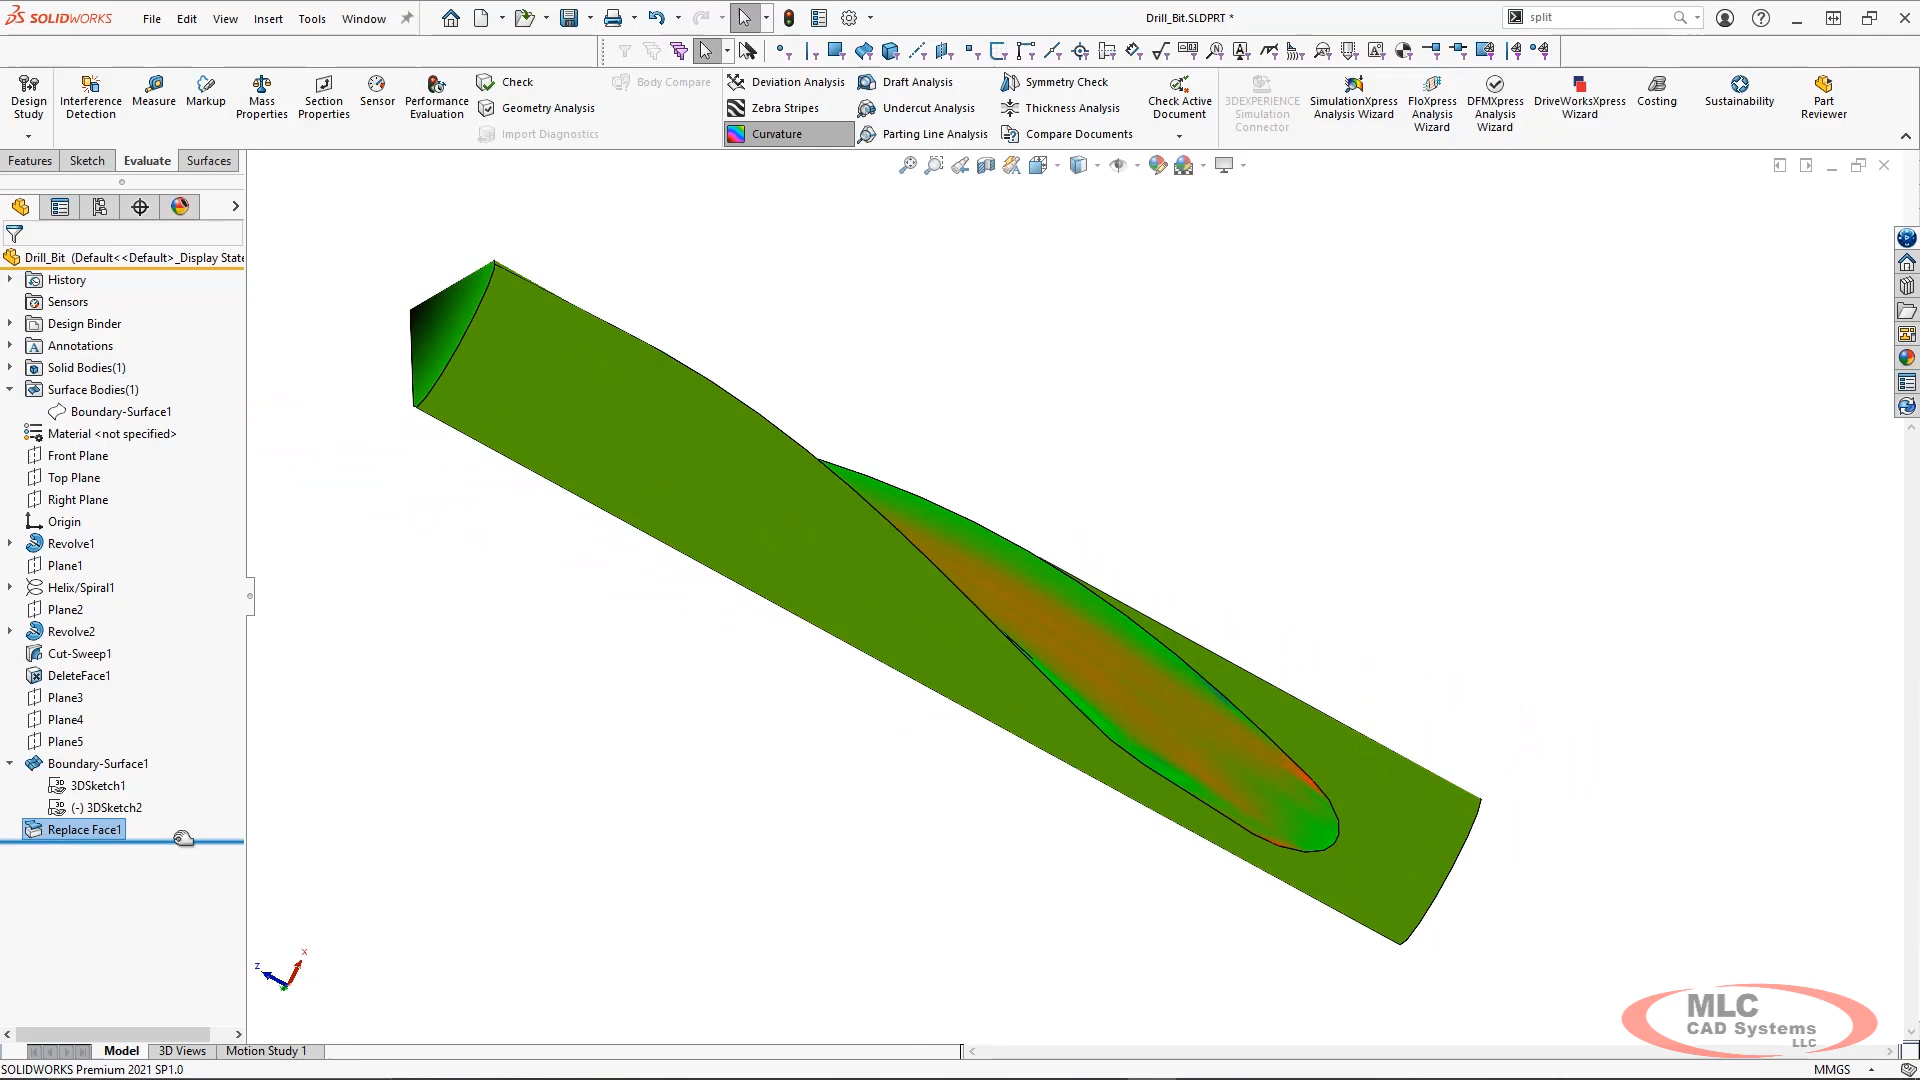 SOLIDWORKS
File Edit View Insert Tools Window
Drill_Bit.SLDPRT *
split
Design Study
Interference Detection
Measure
Markup
Mass Properties
Section Properties
Sensor
Performance Evaluation
Check
Geometry Analysis
Import Diagnostics
Body Compare
Deviation Analysis
Zebra Stripes
Curvature
Draft Analysis
Undercut Analysis
Parting Line Analysis
Symmetry Check
Thickness Analysis
Compare Documents
Check Active Document
3DEXPERIENCE Simulation Connector
SimulationXpress Analysis Wizard
FloXpress Analysis Wizard
DFMXpress Analysis Wizard
DriveWorksXpress Wizard
Costing
Sustainability
Part Reviewer
Features Sketch Evaluate Surfaces
Drill_Bit (Default<<Default>_Display State
History
Sensors
Design Binder
Annotations
Solid Bodies(1)
Surface Bodies(1)
Boundary-Surface1
Material <not specified>
Front Plane
Top Plane
Right Plane
Origin
Revolve1
Plane1
Helix/Spiral1
Plane2
Revolve2
Cut-Sweep1
DeleteFace1
Plane3
Plane4
Plane5
Boundary-Surface1
3DSketch1
(-) 3DSketch2
Replace Face1
x
z
MLC
CAD Systems
LLC
Model 3D Views Motion Study 1
SOLIDWORKS Premium 2021 SP1.0
MMGS